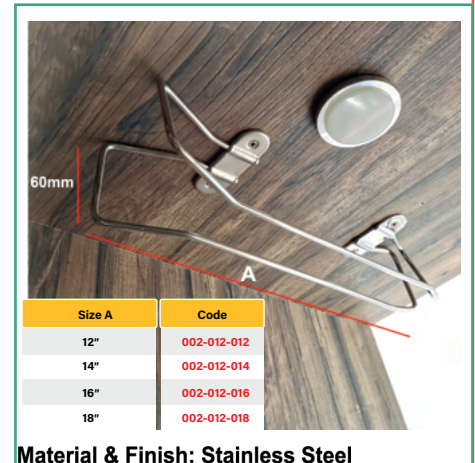 60mm
A
Size A Code
12” 002-012-012
14” 002-012-014
16” 002-012-016
18” 002-012-018
Material & Finish: Stainless Steel